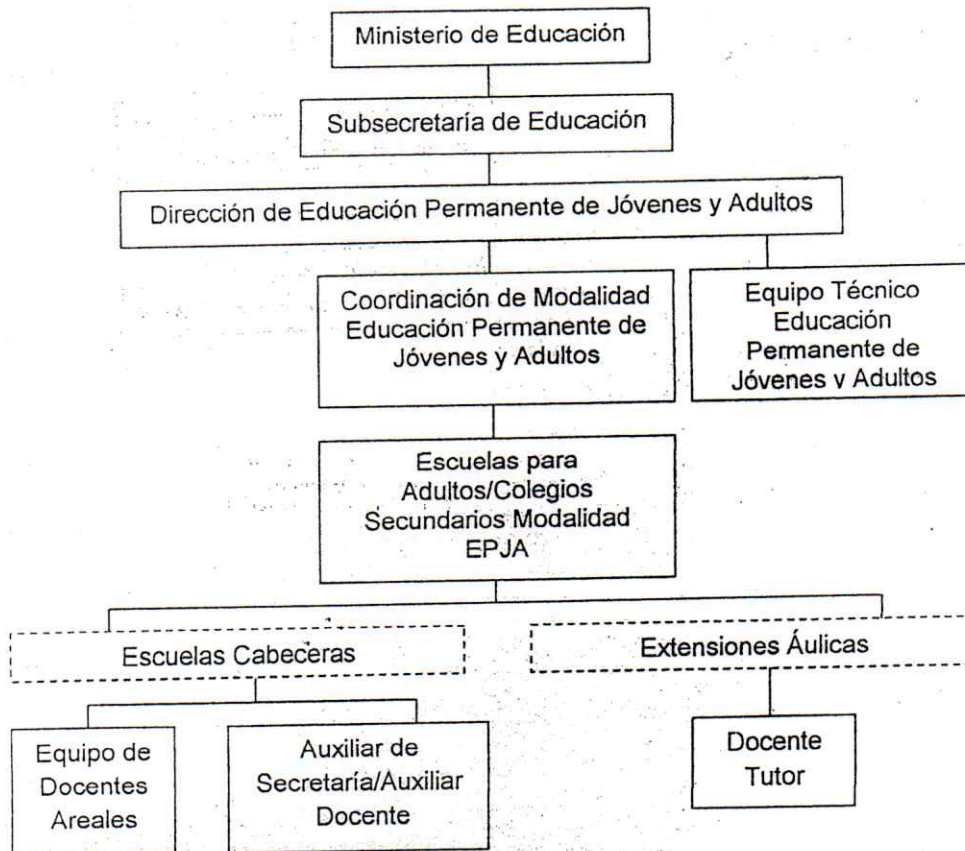 Ministerio de Educación
Subsecretaría de Educación
Dirección de Educación Permanente de Jóvenes y Adultos
Coordinación de Modalidad
Educación Permanente de
Jóvenes y Adultos
Equipo Técnico
Educación
Permanente de
Jóvenes y Adultos
Escuelas para
Adultos/Colegios
Secundarios Modalidad
EPJA
Escuelas Cabeceras
Extensiones Áulicas
Equipo de
Docentes
Areales
Auxiliar de
Secretaría/Auxiliar
Docente
Docente
Tutor